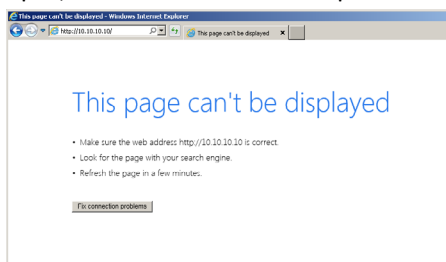 This page can't be displayed - Windows Internet Explorer
http://10.10.10.10/
This page can't be displayed
This page can't be displayed
• Make sure the web address http://10.10.10.10 is correct.
• Look for the page with your search engine.
• Refresh the page in a few minutes.
Fix connection problems